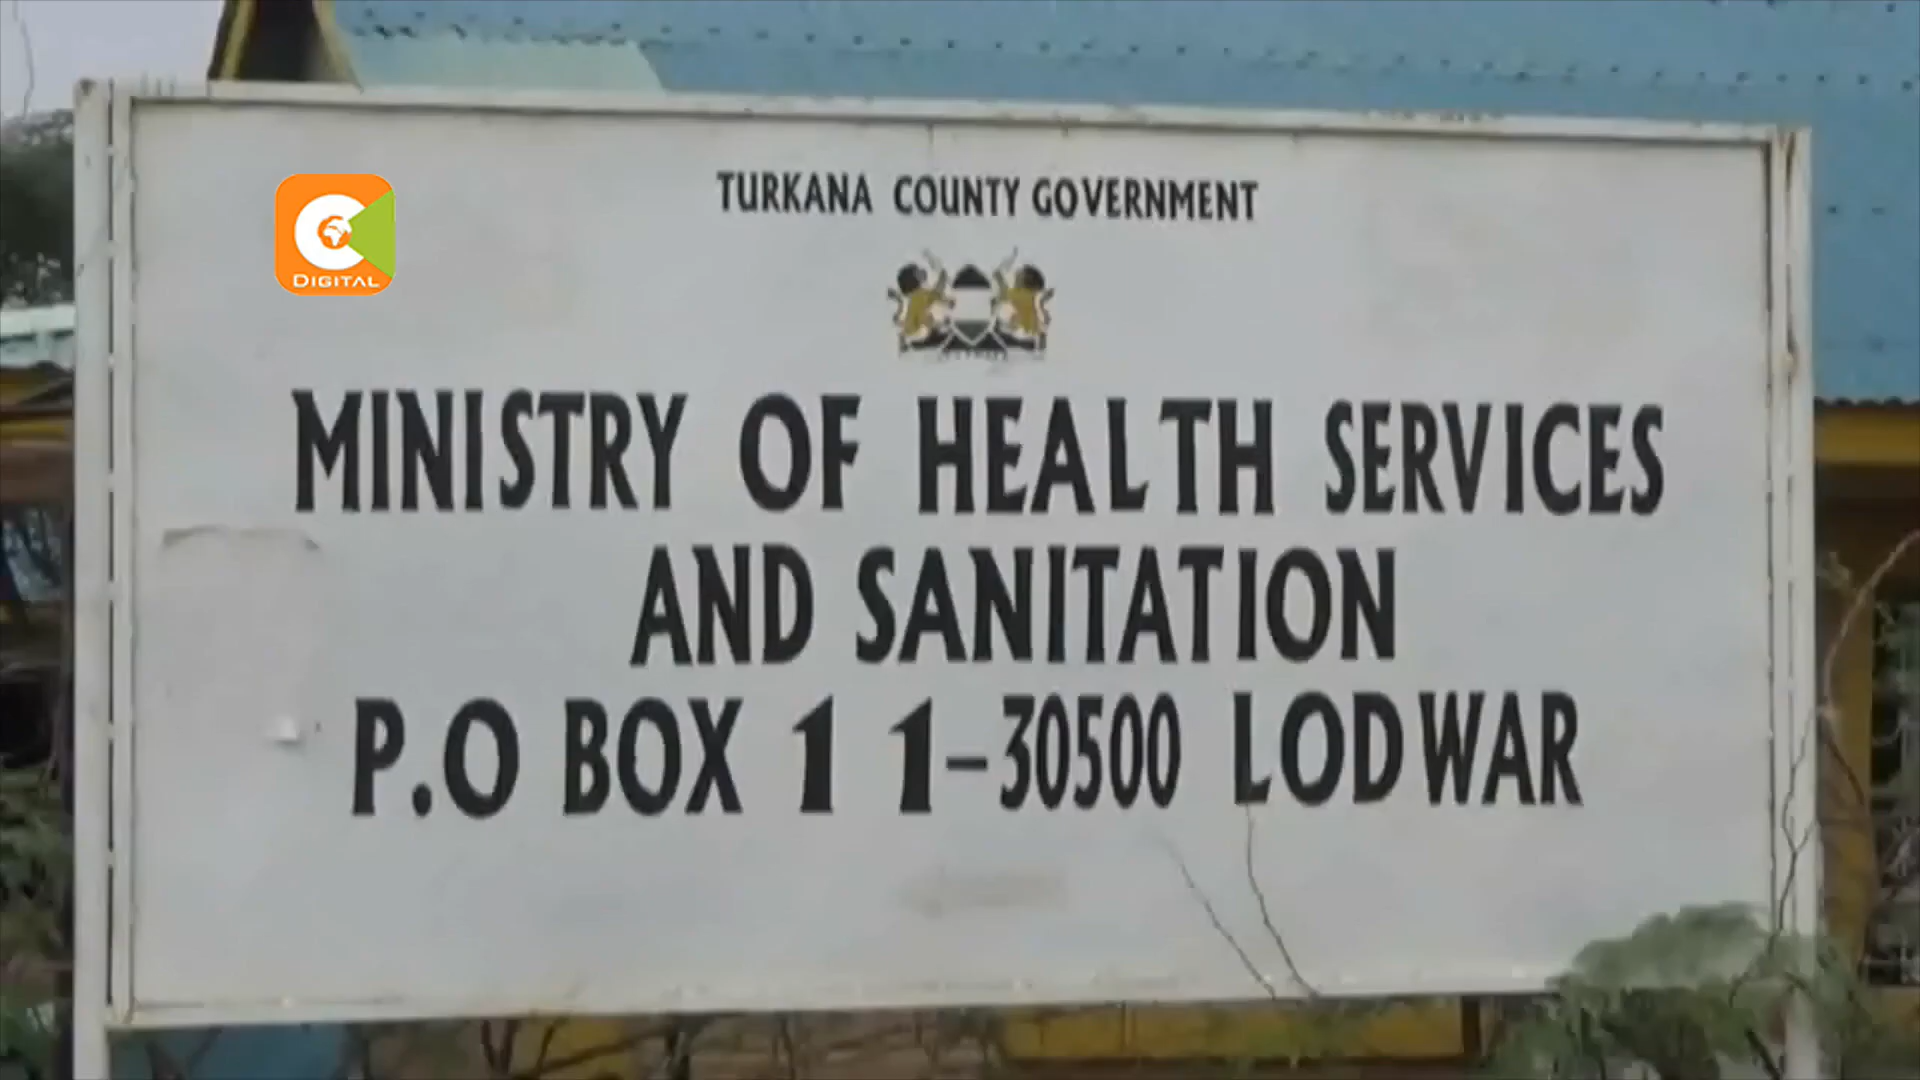 TURKANA COUNTY GOVERNMENT
DIGITAL
MINISTRY OF HEALTH SERVICES
AND SANITATION
P.O BOX 11-30500 LODWAR